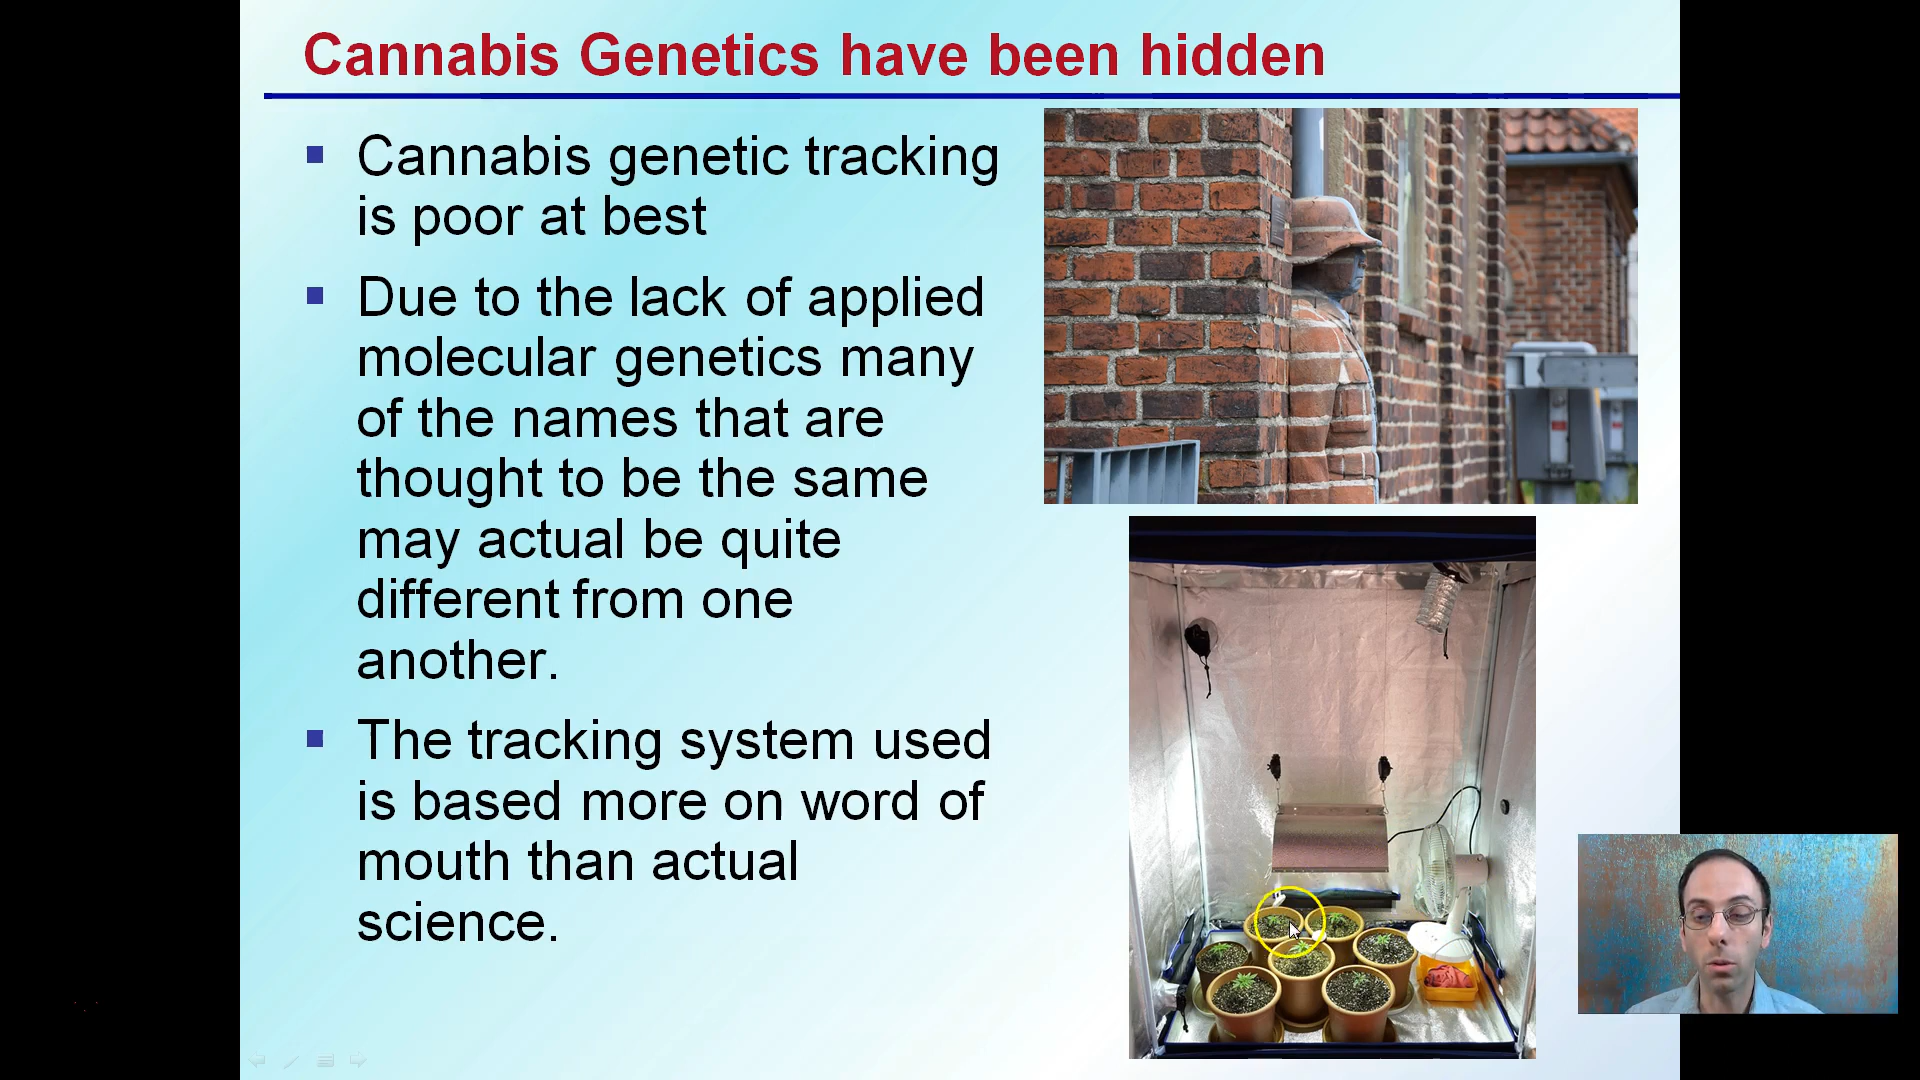 Cannabis Genetics have been hidden
Cannabis genetic tracking
is poor at best
Due to the lack of applied
molecular genetics many
of the names that are
thought to be the same
may actual be quite
different from one
another.
The tracking system used
is based more on word of
mouth than actual
science.